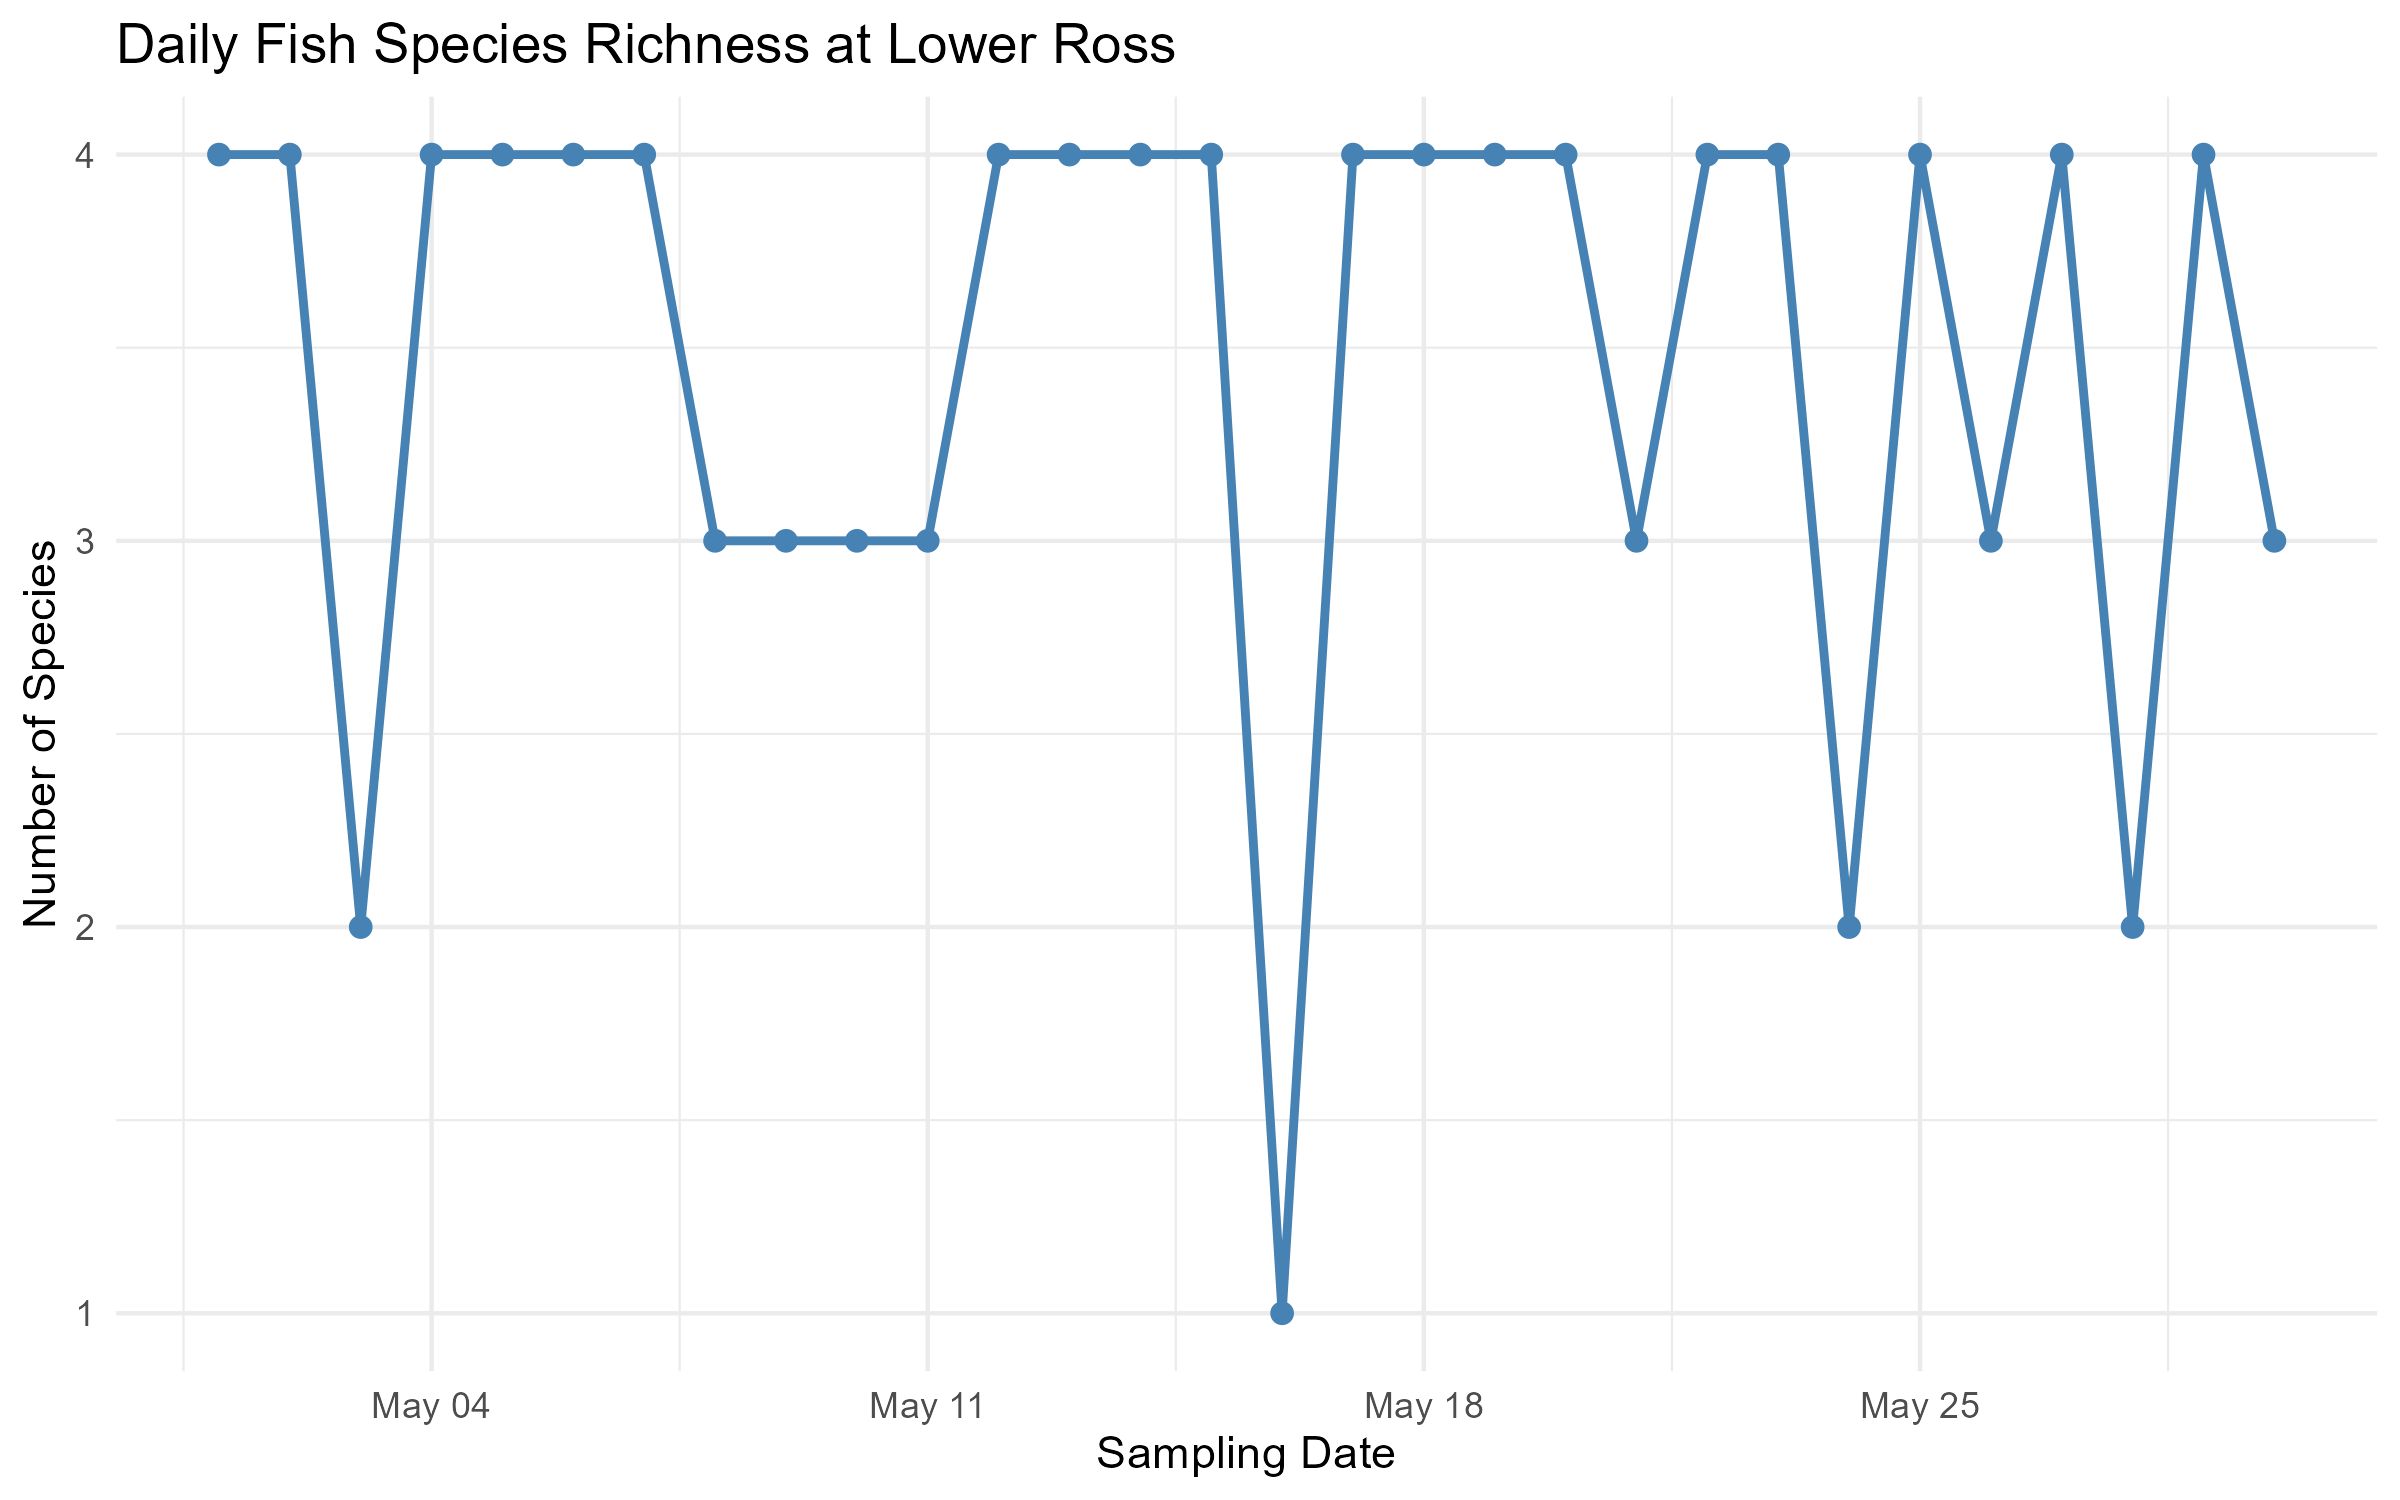 Daily Fish Species Richness at Lower Ross
Number of Species
4
3
2
1
May 04
May 11
May 18
May 25
Sampling Date